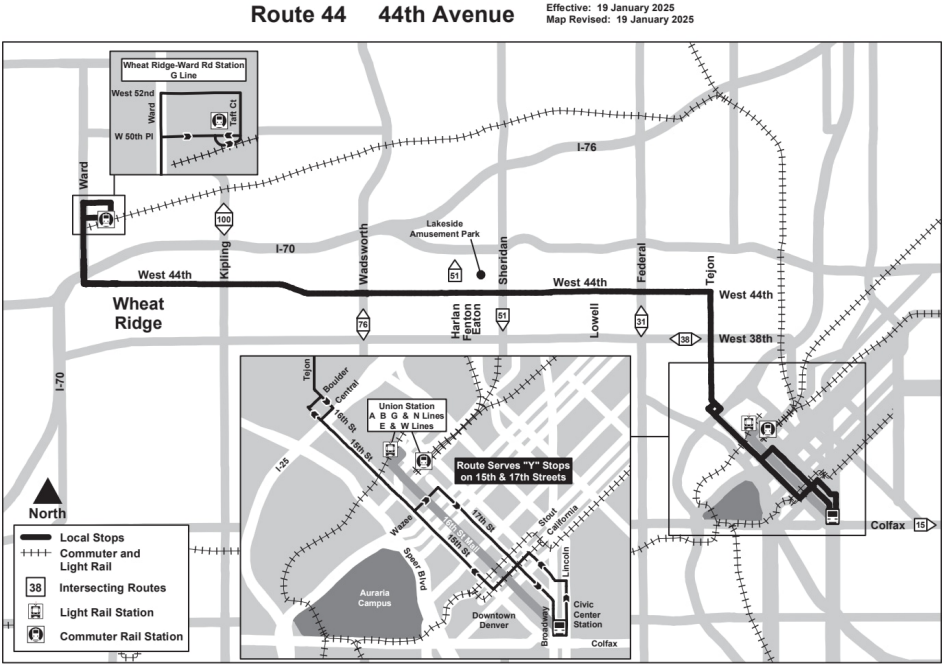 Route 44 44th Avenue
Effective: 19 January 2025
Map Revised: 19 January 2025
Wheat Ridge-Ward Rd Station
G Line
West 52nd
Ward
Taft Ct
W 50th Pl
Ward
I-76
100
Kipling
I-70
Wadsworth
Lakeside
Amusement Park
51
Sheridan
Federal
Tejon
West 44th
West 44th
West 44th
Wheat
Ridge
76
Harlan
Fenton
Eaton
51
Lowell
31
38
West 38th
I-70
Tejon
Boulder
Central
16th St
15th St
Union Station
A B G & N Lines
E & W Lines
I-25
Route Serves "Y" Stops
on 15th & 17th Streets
Wazee
17th St
16th St Mall
15th St
Stout
California
Speer Blvd
Lincoln
Auraria
Campus
Downtown
Denver
Broadway
Civic
Center
Station
Colfax
Colfax
15
North
Local Stops
Commuter and
Light Rail
38
Intersecting Routes
Light Rail Station
Commuter Rail Station